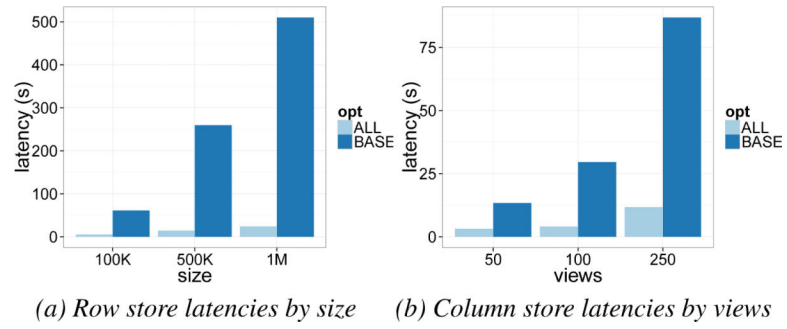 500
400
300
200
100
0
latency (s)
100K 500K 1M
size
opt
ALL
BASE
(a) Row store latencies by size
75
50
25
0
latency (s)
50 100 250
views
opt
ALL
BASE
(b) Column store latencies by views